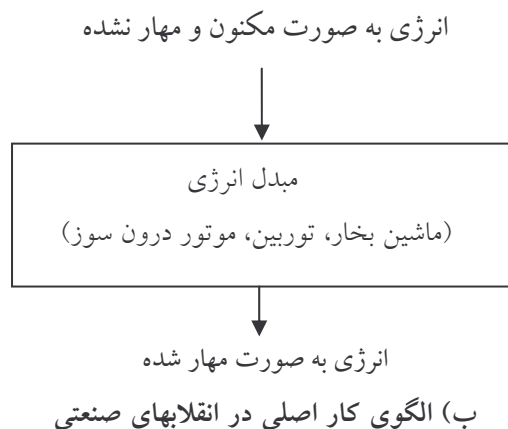 انرژی به صورت مکنون و مهار نشده
مبدل انرژی
(ماشین بخار، توربین، موتور درون سوز)
انرژی به صورت مهار شده
ب) الگوی کار اصلی در انقلابهای صنعتی